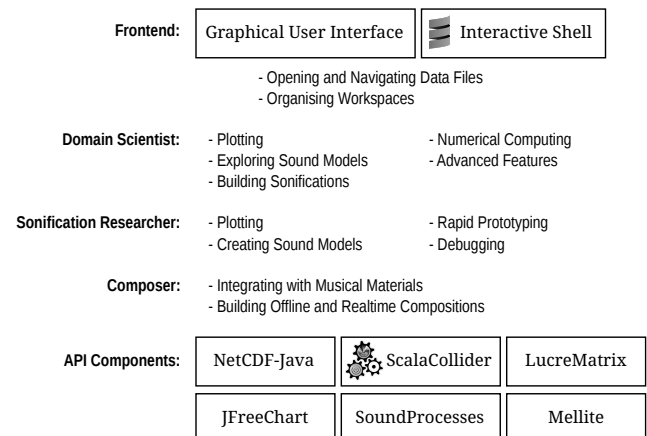 Frontend: Graphical User Interface Interactive Shell
- Opening and Navigating Data Files
- Organising Workspaces
Domain Scientist: - Plotting - Numerical Computing
- Exploring Sound Models - Advanced Features
- Building Sonifications
Sonification Researcher: - Plotting - Rapid Prototyping
- Creating Sound Models - Debugging
Composer: - Integrating with Musical Materials
- Building Offline and Realtime Compositions
API Components: NetCDF-Java ScalaCollider LucreMatrix
JFreeChart SoundProcesses Mellite